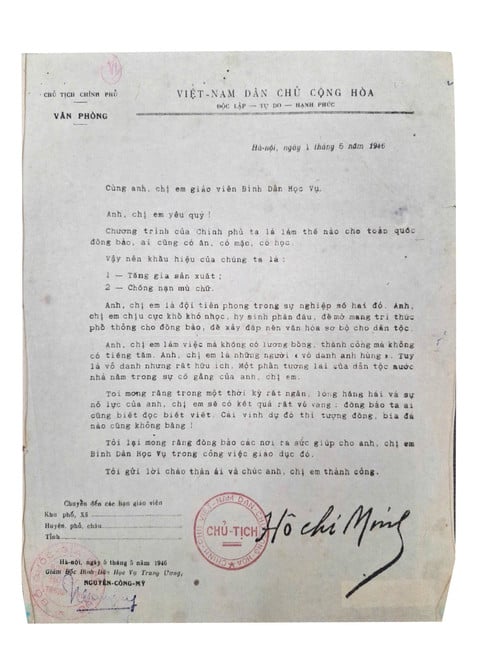 CHỦ TỊCH CHÍNH PHỦ
VĂN PHÒNG
VIỆT-NAM DÂN CHỦ CỘNG HÒA
ĐỘC LẬP — TỰ DO — HẠNH PHÚC
Hà-nội, ngày 1 tháng 5 năm 1946
Cùng anh, chị em giáo viên Bình Dân Học Vụ.
Anh, chị em yêu quý !
Chương trình của Chính phủ ta là làm thế nào cho toàn quốc
đồng bào, ai cũng có ăn, có mặc, có học.
Vậy nên khẩu hiệu của chúng ta là :
1 — Tăng gia sản xuất ;
2 — Chống nạn mù chữ.
Anh, chị em là đội tiên phong trong sự nghiệp số hai đó. Anh,
chị em chịu cực khổ khó nhọc, hy sinh phấn đấu, để mở mang trí thức
phổ thông cho đồng bào, để xây đắp nền văn hóa sơ bộ cho dân tộc.
Anh, chị em làm việc mà không có lương bổng, thành công mà không
có tiếng tăm. Anh, chị em là những người « vô danh anh hùng ». Tuy
là vô danh nhưng rất hữu ích. Một phần tương lai của dân tộc nước
nhà nằm trong sự cố gắng của anh, chị em.
Tôi mong rằng trong một thời kỳ rất ngắn, lòng hăng hái và sự
nỗ lực của anh, chị em sẽ có kết quả rất vẻ vang : đồng bào ta ai
cũng biết đọc biết viết. Cái vinh dự đó thì tượng đồng, bia đá
nào cũng không bằng !
Tôi lại mong rằng đồng bào các nơi ra sức giúp cho anh, chị em
Bình Dân Học Vụ trong công việc giáo dục đó.
Tôi gửi lời chào thân ái và chúc anh, chị em thành công.
Chuyển đến các bạn giáo viên
Khu phố, Xã
Huyện, phủ, châu
Tỉnh
Hà-nội, ngày 5 tháng 5 năm 1946
Giám Đốc Bình Dân Học Vụ Trung Ương,
NGUYỄN-CÔNG-MỸ
CHÍNH-PHỦ VIỆT-NAM DÂN-CHỦ CỘNG-HÒA
CHỦ-TỊCH
Hồ Chí Minh